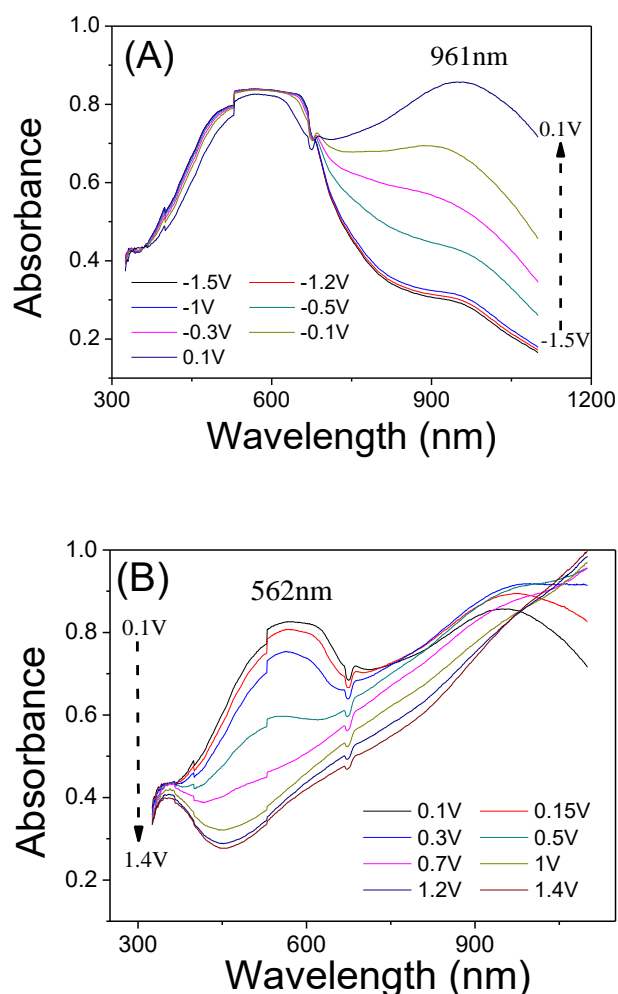 (A)
961nm
1.0
0.8
0.6
0.4
0.2
Absorbance
0.1V
-1.5V
-1.5V -1.2V
-1V -0.5V
-0.3V -0.1V
0.1V
300 600 900 1200
Wavelength (nm)
(B)
562nm
1.0
0.8
0.6
0.4
0.2
Absorbance
0.1V
1.4V
0.1V 0.15V
0.3V 0.5V
0.7V 1V
1.2V 1.4V
300 600 900
Wavelength (nm)